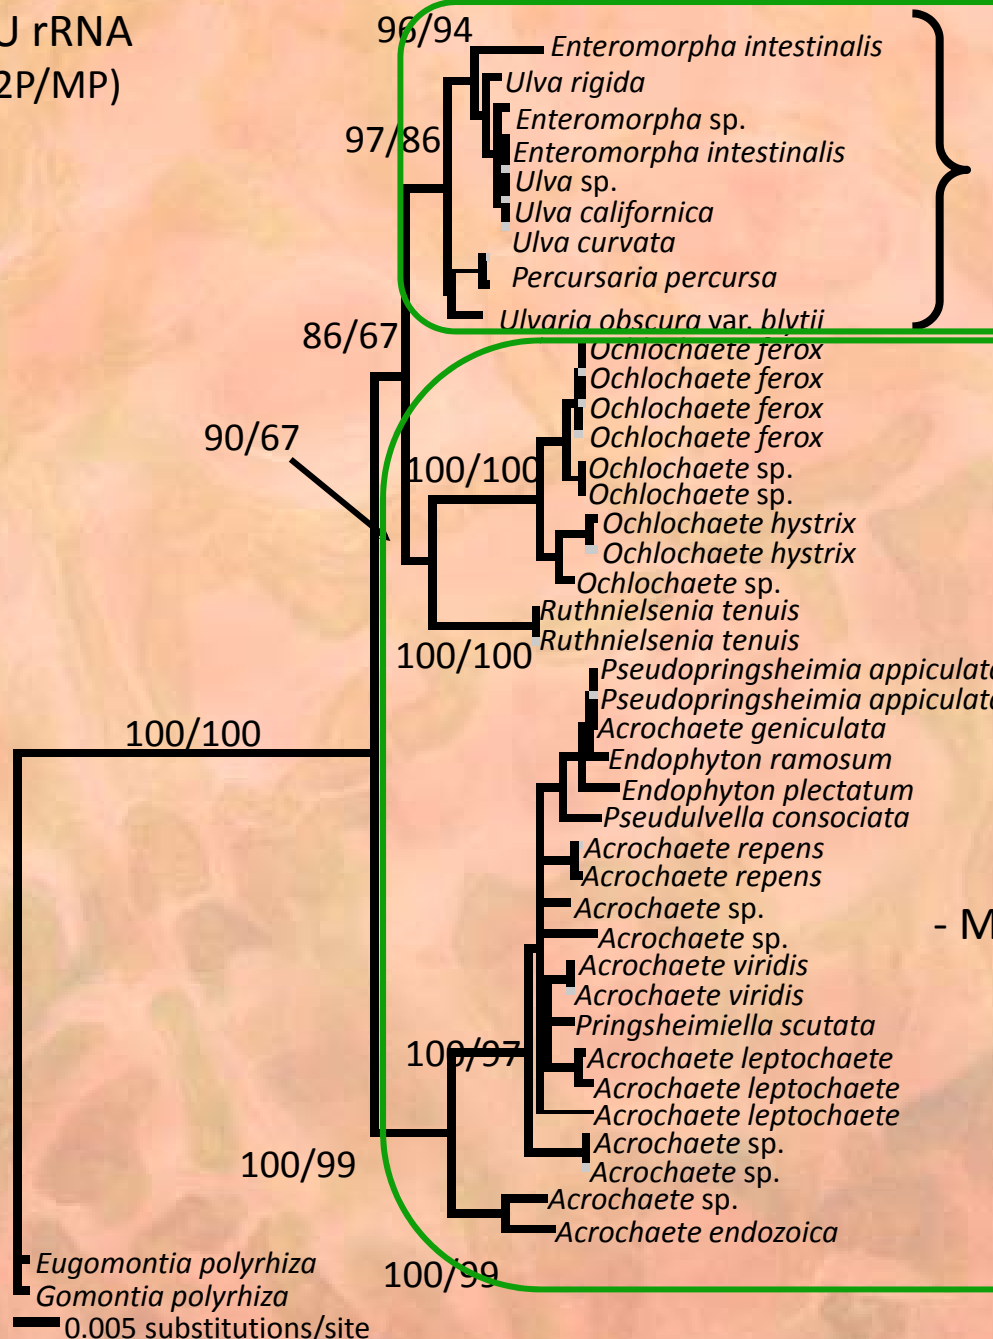 U rRNA
2P/MP)
96/94
Enteromorpha intestinalis
Ulva rigida
Enteromorpha sp.
97/86
Enteromorpha intestinalis
Ulva sp.
Ulva californica
Ulva curvata
Percursaria percursa
Ulvaria obscura var. blytii
86/67
Ochlochaete ferox
Ochlochaete ferox
Ochlochaete ferox
90/67
Ochlochaete ferox
100/100
Ochlochaete sp.
Ochlochaete sp.
Ochlochaete hystrix
Ochlochaete hystrix
Ochlochaete sp.
Ruthnielsenia tenuis
Ruthnielsenia tenuis
100/100
Pseudopringsheimia appiculata
Pseudopringsheimia appiculata
Acrochaete geniculata
100/100
Endophyton ramosum
Endophyton plectatum
Pseudulvella consociata
Acrochaete repens
Acrochaete repens
Acrochaete sp.
- M
Acrochaete sp.
Acrochaete viridis
Acrochaete viridis
Pringsheimiella scutata
100/97
Acrochaete leptochaete
Acrochaete leptochaete
Acrochaete leptochaete
Acrochaete sp.
100/99
Acrochaete sp.
Acrochaete sp.
Acrochaete endozoica
Eugomontia polyrhiza
100/99
Gomontia polyrhiza
0.005 substitutions/site